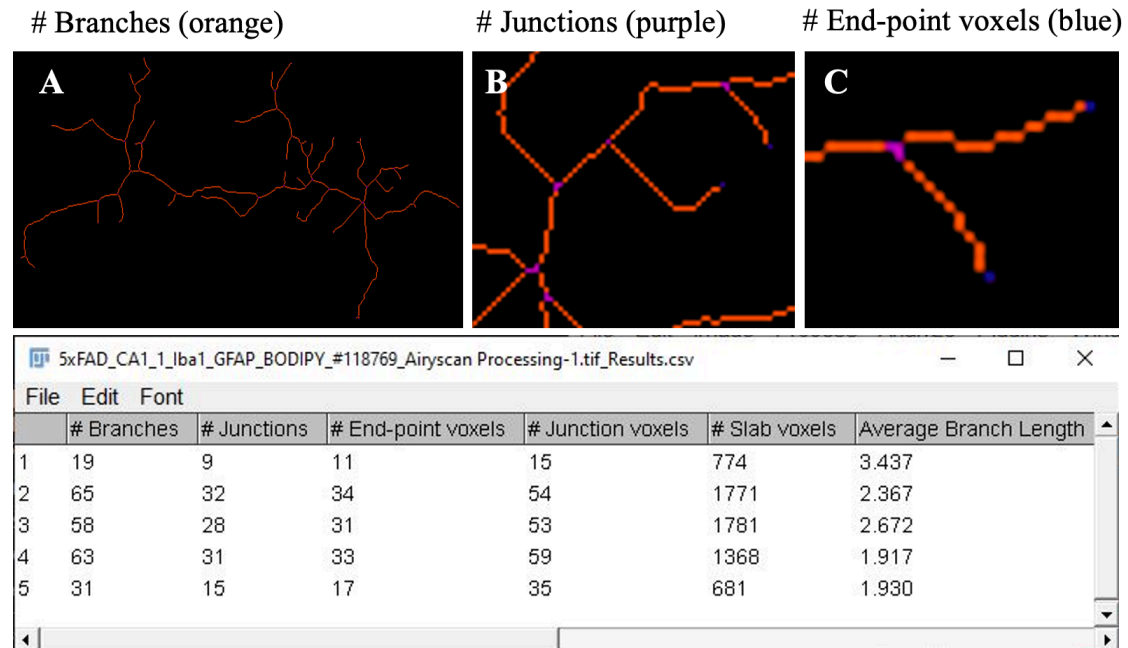 # Branches (orange)
# Junctions (purple)
# End-point voxels (blue)
A
B
C
5xFAD_CA1_1_Iba1_GFAP_BODIPY_#118769_Airyscan Processing-1.tif_Results.csv
File Edit Font
# Branches # Junctions # End-point voxels # Junction voxels # Slab voxels Average Branch Length
1 19 9 11 15 774 3.437
2 65 32 34 54 1771 2.367
3 58 28 31 53 1781 2.672
4 63 31 33 59 1368 1.917
5 31 15 17 35 681 1.930